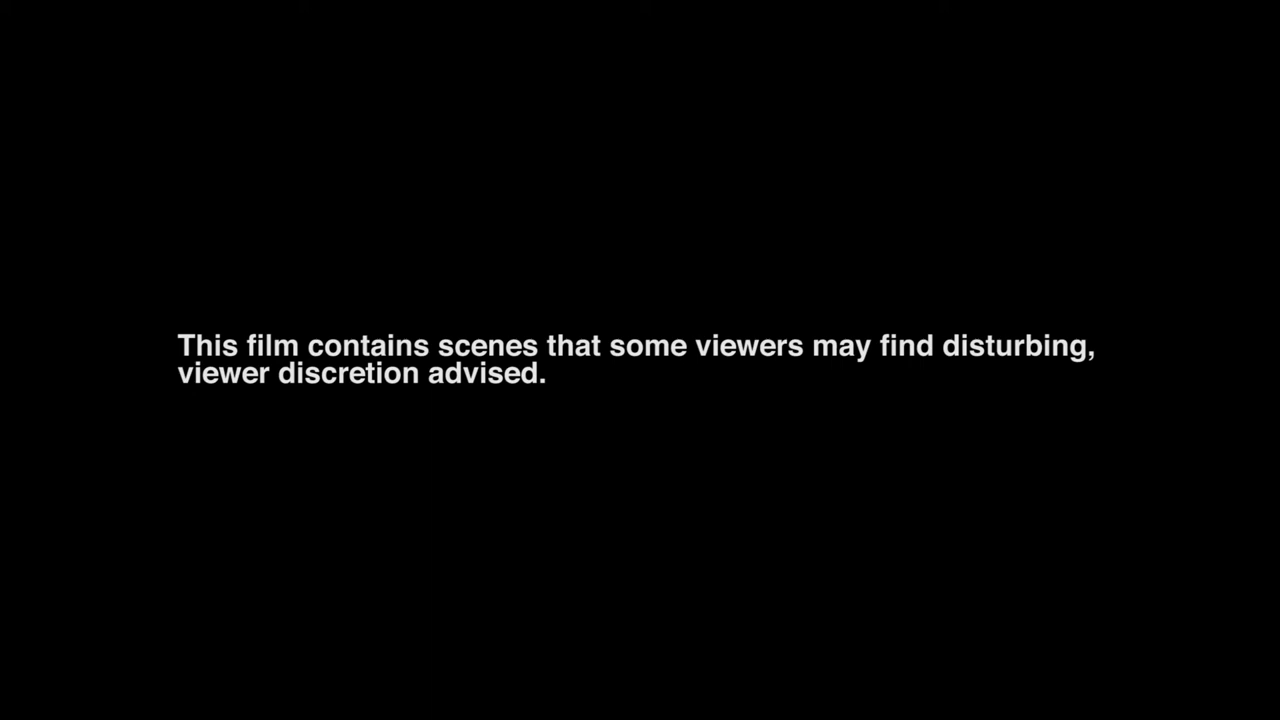 This film contains scenes that some viewers may find disturbing,
viewer discretion advised.